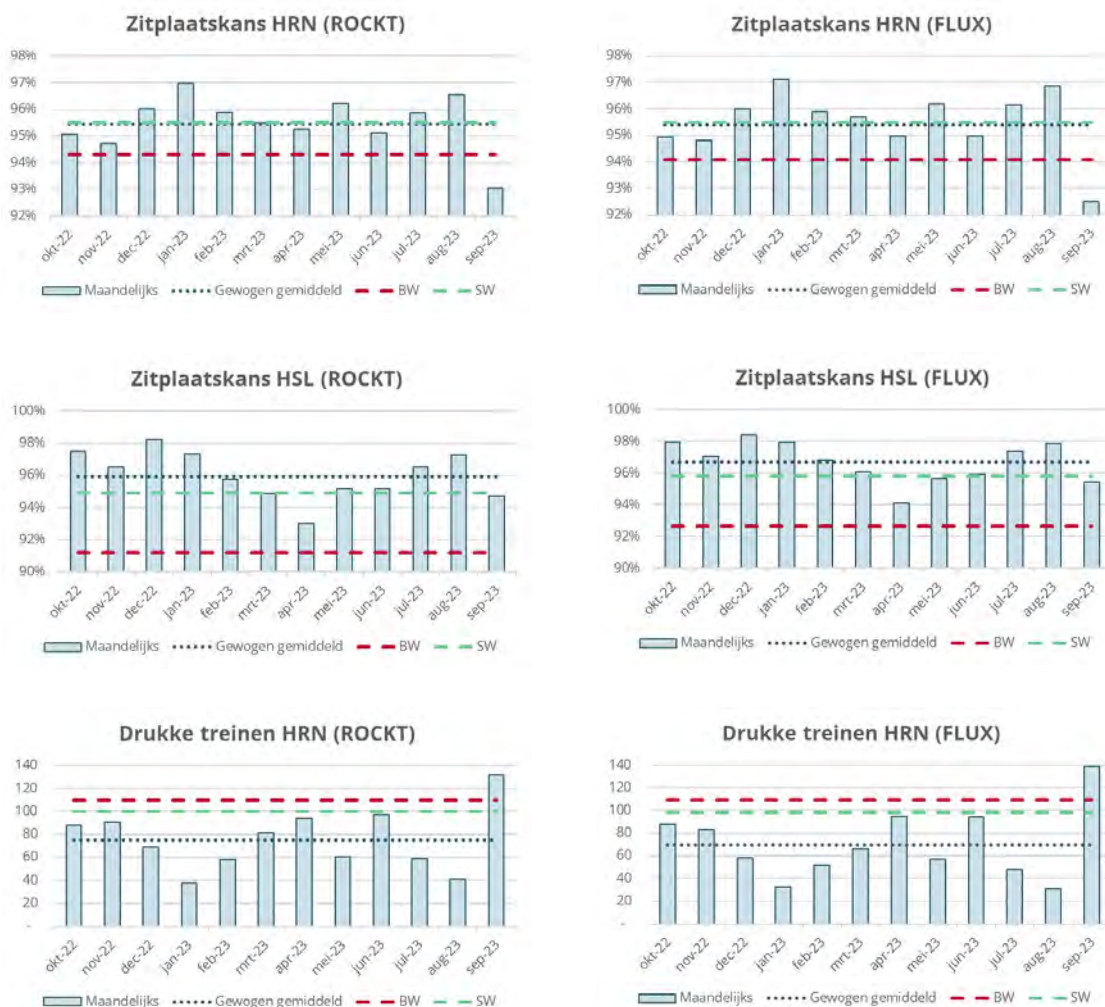 Zitplaatskans HRN (ROCKT)
98%
97%
96%
95%
94%
93%
92%
okt-22 nov-22 dec-22 jan-23 feb-23 mrt-23 apr-23 mei-23 jun-23 jul-23 aug-23 sep-23
Maandelijks Gewogen gemiddeld BW SW
Zitplaatskans HRN (FLUX)
98%
97%
96%
95%
94%
93%
92%
okt-22 nov-22 dec-22 jan-23 feb-23 mrt-23 apr-23 mei-23 jun-23 jul-23 aug-23 sep-23
Maandelijks Gewogen gemiddeld BW SW
Zitplaatskans HSL (ROCKT)
100%
98%
96%
94%
92%
90%
okt-22 nov-22 dec-22 jan-23 feb-23 mrt-23 apr-23 mei-23 jun-23 jul-23 aug-23 sep-23
Maandelijks Gewogen gemiddeld BW SW
Zitplaatskans HSL (FLUX)
100%
98%
96%
94%
92%
90%
okt-22 nov-22 dec-22 jan-23 feb-23 mrt-23 apr-23 mei-23 jun-23 jul-23 aug-23 sep-23
Maandelijks Gewogen gemiddeld BW SW
Drukke treinen HRN (ROCKT)
140
120
100
80
60
40
20
-
okt-22 nov-22 dec-22 jan-23 feb-23 mrt-23 apr-23 mei-23 jun-23 jul-23 aug-23 sep-23
Maandelijks Gewogen gemiddeld BW SW
Drukke treinen HRN (FLUX)
140
120
100
80
60
40
20
-
okt-22 nov-22 dec-22 jan-23 feb-23 mrt-23 apr-23 mei-23 jun-23 jul-23 aug-23 sep-23
Maandelijks Gewogen gemiddeld BW SW